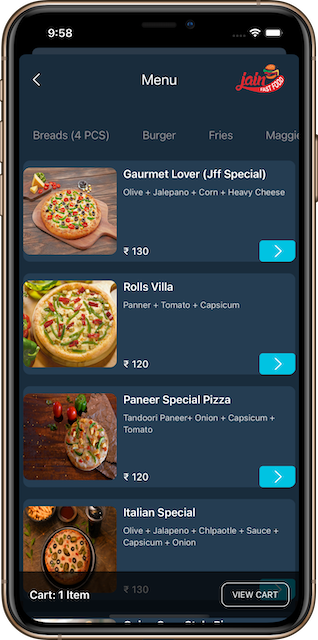 9:58
Menu
Jain
FAST FOOD
Breads (4 PCS) Burger Fries Maggie
Gaurmet Lover (Jff Special)
Olive + Jalepano + Corn + Heavy Cheese
₹ 130
Rolls Villa
Panner + Tomato + Capsicum
₹ 120
Paneer Special Pizza
Tandoori Paneer+ Onion + Capsicum +
Tomato
₹ 120
Italian Special
Olive + Jalapeno + Chlpaotle + Sauce +
Capsicum + Onion
₹ 130
Cart: 1 Item
VIEW CART